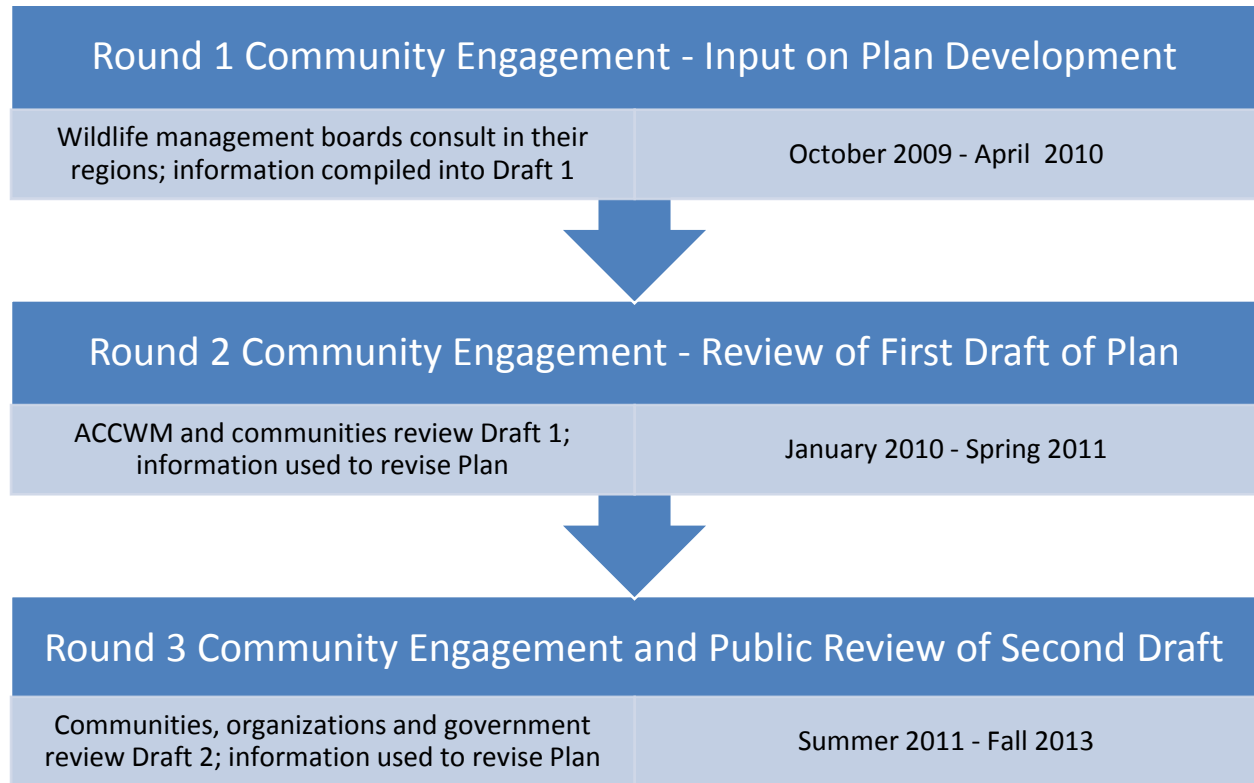 Round 1 Community Engagement - Input on Plan Development
Wildlife management boards consult in their
regions; information compiled into Draft 1
October 2009 - April  2010
Round 2 Community Engagement - Review of First Draft of Plan
ACCWM and communities review Draft 1;
information used to revise Plan
January 2010 - Spring 2011
Round 3 Community Engagement and Public Review of Second Draft
Communities, organizations and government
review Draft 2; information used to revise Plan
Summer 2011 - Fall 2013